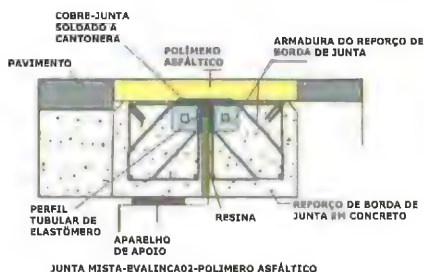 COBRE-JUNTA
SOLDADO A
CANTONERA
POLÍMERO
ASFÁLTICO
ARMADURA DO REFORÇO DE
BORDA DE JUNTA
PAVIMENTO
PERFIL
TUBULAR DE
ELASTÔMERO
RESINA
REFORÇO DE BORDA DE
JUNTA EM CONCRETO
APARELHO
DE APOIO
JUNTA MISTA-EVALINCA02-POLIMERO ASFÁLTICO